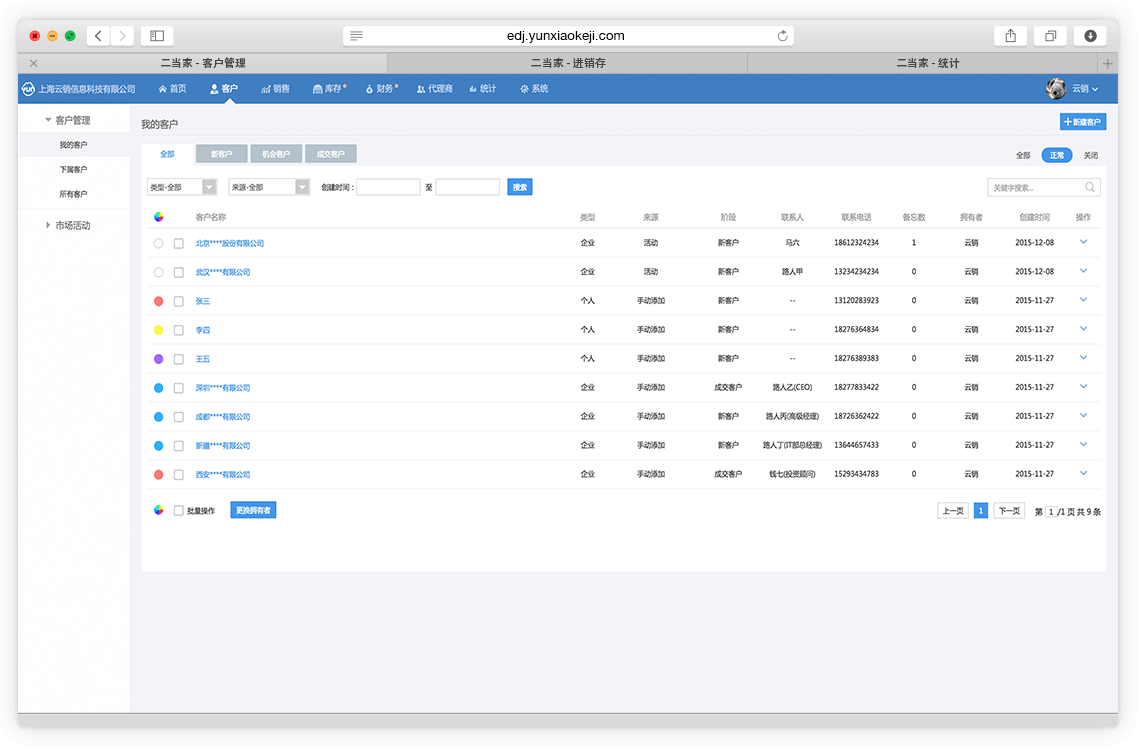 edj.yunxiaokeji.com
二当家 - 客户管理 二当家 - 进销存 二当家 - 统计
上海云销信息科技有限公司 首页 客户 销售 库存 财务 代理商 统计 系统 云销
客户管理
我的客户
下属客户
所有客户
市场活动
我的客户 +新建客户
全部 新客户 机会客户 成交客户 全部 正常 关闭
类型-全部 来源-全部 创建时间: 至 搜索 关键字搜索...
客户名称 类型 来源 阶段 联系人 联系电话 备忘数 拥有者 创建时间 操作
北京****股份有限公司 企业 活动 新客户 马六 18612324234 1 云销 2015-12-08
武汉****有限公司 企业 活动 新客户 路人甲 13234234234 0 云销 2015-12-08
张三 个人 手动添加 新客户 -- 13120283923 0 云销 2015-11-27
李四 个人 手动添加 新客户 -- 18276364834 0 云销 2015-11-27
王五 个人 手动添加 新客户 -- 18276389383 0 云销 2015-11-27
深圳****有限公司 企业 手动添加 成交客户 路人乙(CEO) 18277833422 0 云销 2015-11-27
成都****有限公司 企业 手动添加 新客户 路人丙(高级经理) 18726362422 0 云销 2015-11-27
新疆****有限公司 企业 手动添加 新客户 路人丁(IT部总经理) 13644657433 0 云销 2015-11-27
西安****有限公司 企业 手动添加 成交客户 钱七(投资顾问) 15293434783 0 云销 2015-11-27
批量操作 更换拥有者 上一页 1 下一页 第 1 /1 页 共 9 条